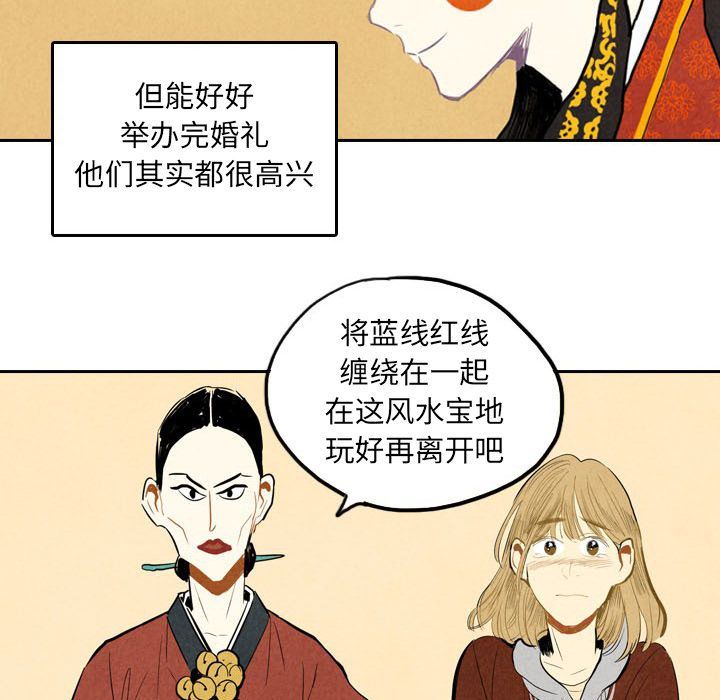 但能好好
举办完婚礼
他们其实都很高兴
将蓝线红线
缠绕在一起
在这风水宝地
玩好再离开吧